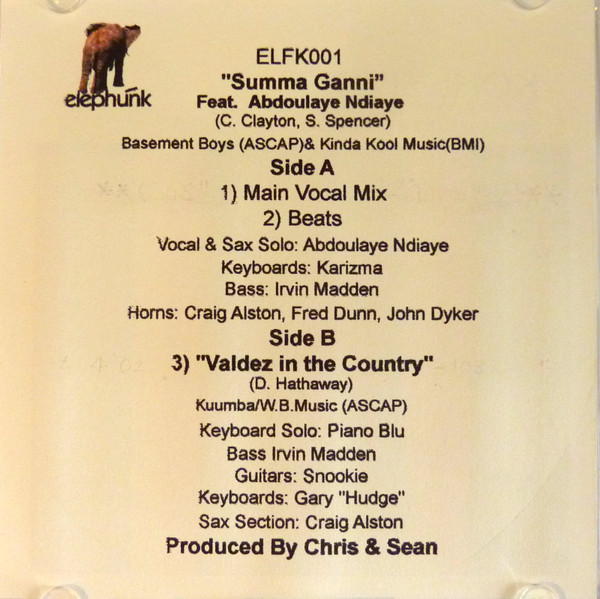 elephunk
ELFK001
"Summa Ganni”
Feat. Abdoulaye Ndiaye
(C. Clayton, S. Spencer)
Basement Boys (ASCAP)& Kinda Kool Music(BMI)
Side A
1) Main Vocal Mix
2) Beats
Vocal & Sax Solo: Abdoulaye Ndiaye
Keyboards: Karizma
Bass: Irvin Madden
Horns: Craig Alston, Fred Dunn, John Dyker
Side B
3) "Valdez in the Country"
(D. Hathaway)
Kuumba/W.B.Music (ASCAP)
Keyboard Solo: Piano Blu
Bass Irvin Madden
Guitars: Snookie
Keyboards: Gary "Hudge"
Sax Section: Craig Alston
Produced By Chris & Sean